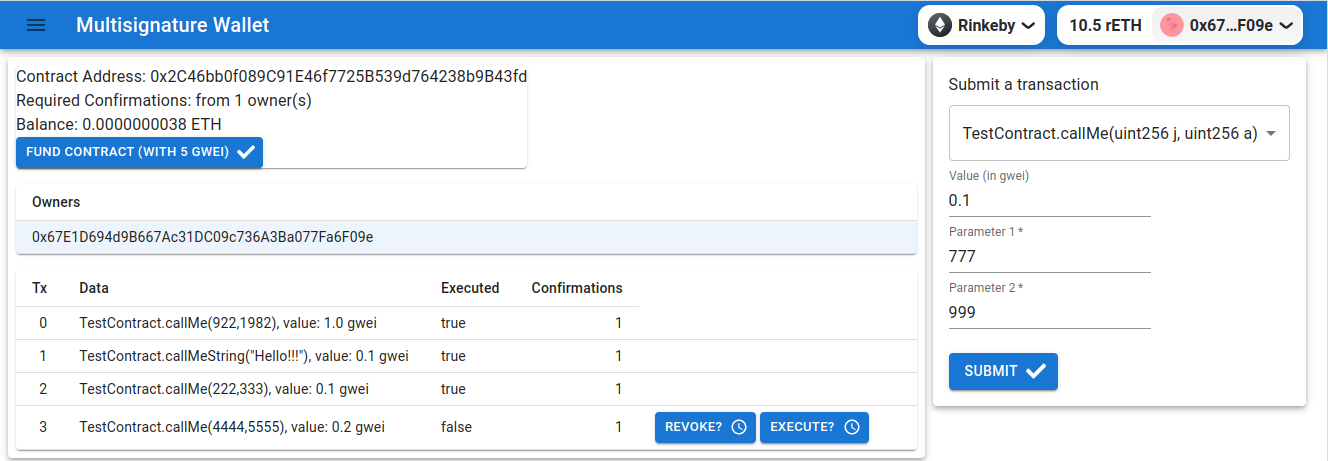 Multisignature Wallet
Rinkeby
10.5 rETH 0x67...F09e
Contract Address: 0x2C46bb0f089C91E46f7725B539d764238b9B43fd
Required Confirmations: from 1 owner(s)
Balance: 0.0000000038 ETH
FUND CONTRACT (WITH 5 GWEI)
Owners
0x67E1D694d9B667Ac31DC09c736A3Ba077Fa6F09e
Tx Data Executed Confirmations
0 TestContract.callMe(922,1982), value: 1.0 gwei true 1
1 TestContract.callMeString("Hello!!!"), value: 0.1 gwei true 1
2 TestContract.callMe(222,333), value: 0.1 gwei true 1
3 TestContract.callMe(4444,5555), value: 0.2 gwei false 1 REVOKE? EXECUTE?
Submit a transaction
TestContract.callMe(uint256 j, uint256 a)
Value (in gwei)
0.1
Parameter 1 *
777
Parameter 2 *
999
SUBMIT